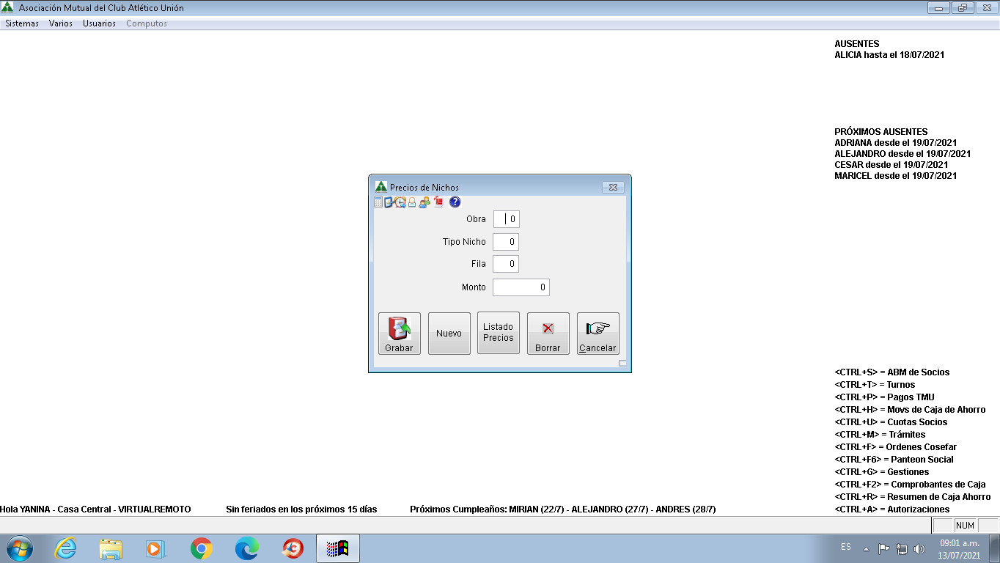 Asociación Mutual del Club Atlético Unión
Sistemas Varios Usuarios Computos
AUSENTES
ALICIA hasta el 18/07/2021
PRÓXIMOS AUSENTES
ADRIANA desde el 19/07/2021
ALEJANDRO desde el 19/07/2021
CESAR desde el 19/07/2021
MARICEL desde el 19/07/2021
Precios de Nichos
Obra 0
Tipo Nicho 0
Fila 0
Monto 0
Grabar
Nuevo
Listado
Precios
Borrar
Cancelar
<CTRL+S> = ABM de Socios
<CTRL+T> = Turnos
<CTRL+P> = Pagos TMU
<CTRL+H> = Movs de Caja de Ahorro
<CTRL+U> = Cuotas Socios
<CTRL+M> = Trámites
<CTRL+F> = Ordenes Cosefar
<CTRL+F6> = Panteon Social
<CTRL+G> = Gestiones
<CTRL+F2> = Comprobantes de Caja
<CTRL+R> = Resumen de Caja Ahorro
<CTRL+A> = Autorizaciones
Hola YANINA - Casa Central - VIRTUALREMOTO Sin feriados en los próximos 15 días Próximos Cumpleaños: MIRIAN (22/7) - ALEJANDRO (27/7) - ANDRES (28/7)
NUM
ES
09:01 a.m.
13/07/2021